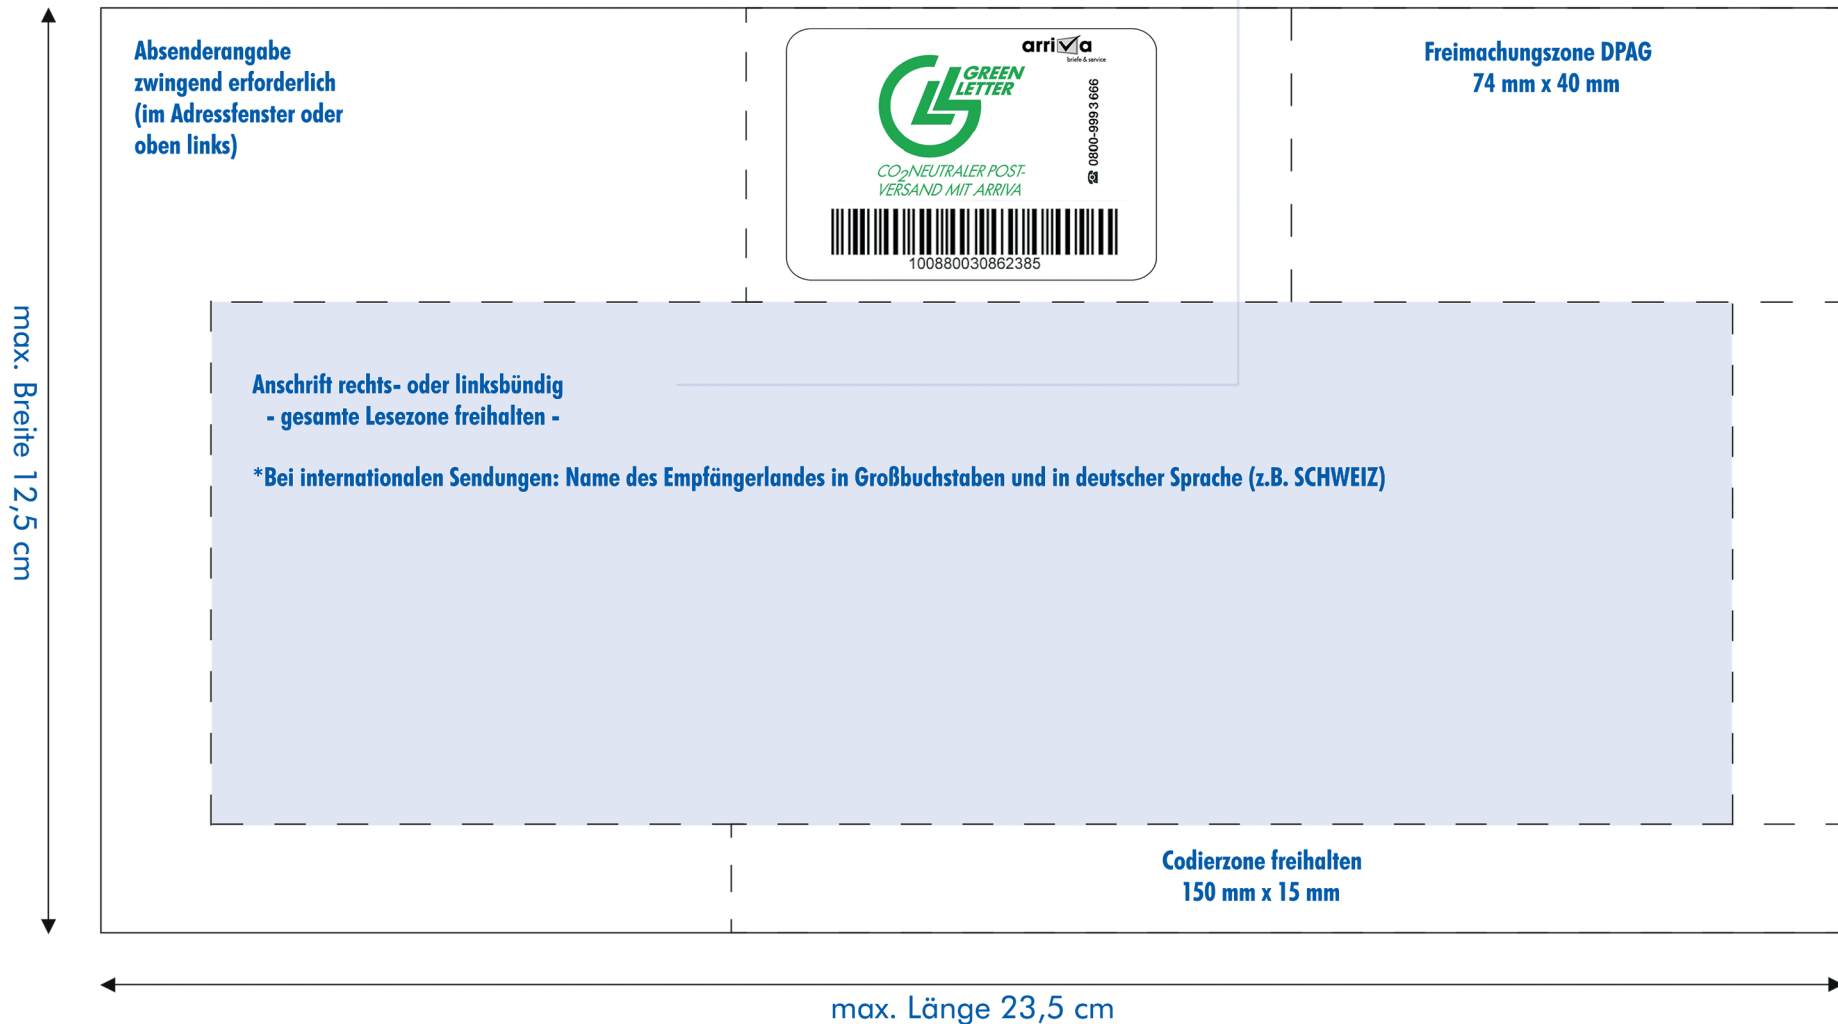 Absenderangabe
zwingend erforderlich
(im Adressfenster oder
oben links)
arriva
briefe & service
GREEN
LETTER
CO2NEUTRALER POST-
VERSAND MIT ARRIVA
☎ 0800-9993 666
100880030862385
Freimachungszone DPAG
74 mm x 40 mm
max. Breite 12,5 cm
Anschrift rechts- oder linksbündig
- gesamte Lesezone freihalten -
*Bei internationalen Sendungen: Name des Empfängerlandes in Großbuchstaben und in deutscher Sprache (z.B. SCHWEIZ)
Codierzone freihalten
150 mm x 15 mm
max. Länge 23,5 cm